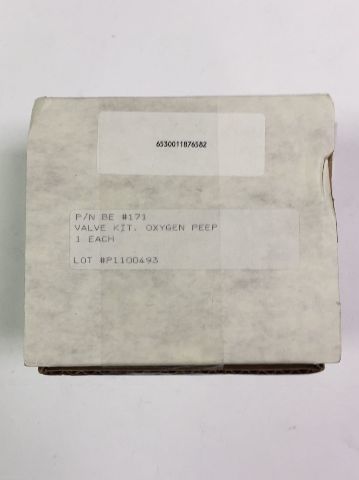 6530011876582
P/N BE #171
VALVE KIT. OXYGEN PEEP
1 EACH
LOT #P1100493